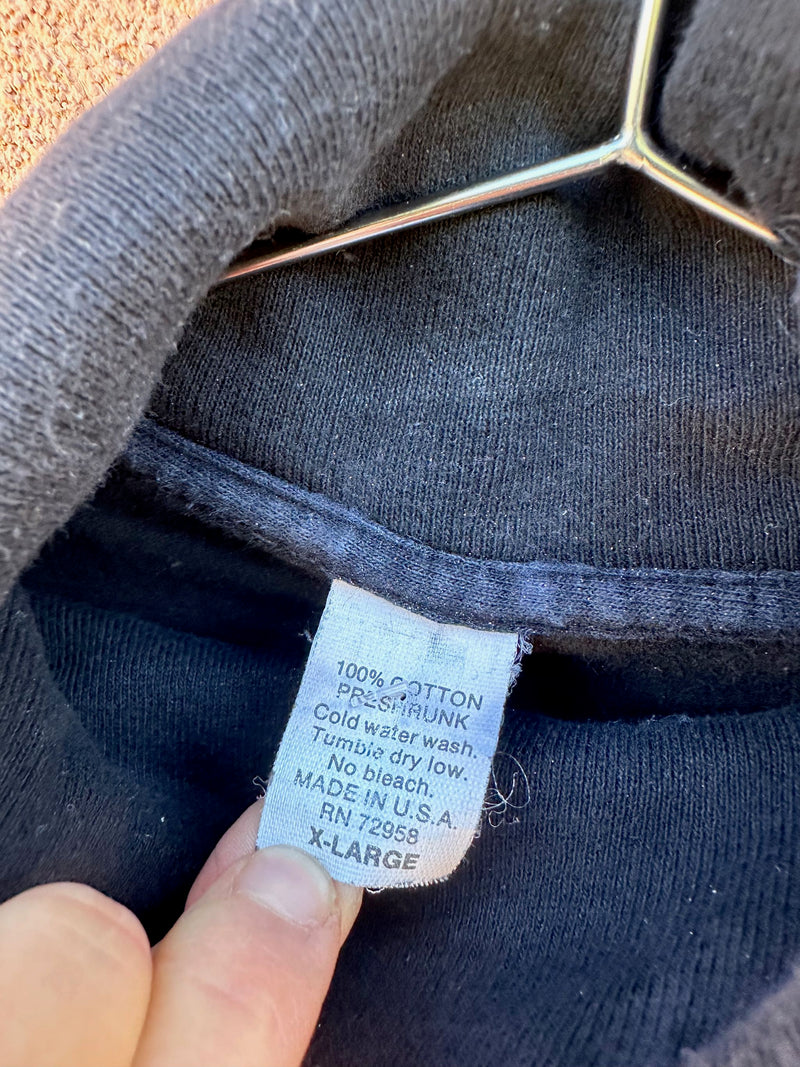 100% COTTON
PRESHRUNK
Cold water wash.
Tumble dry low.
No bleach.
MADE IN U.S.A.
RN 72958
X-LARGE